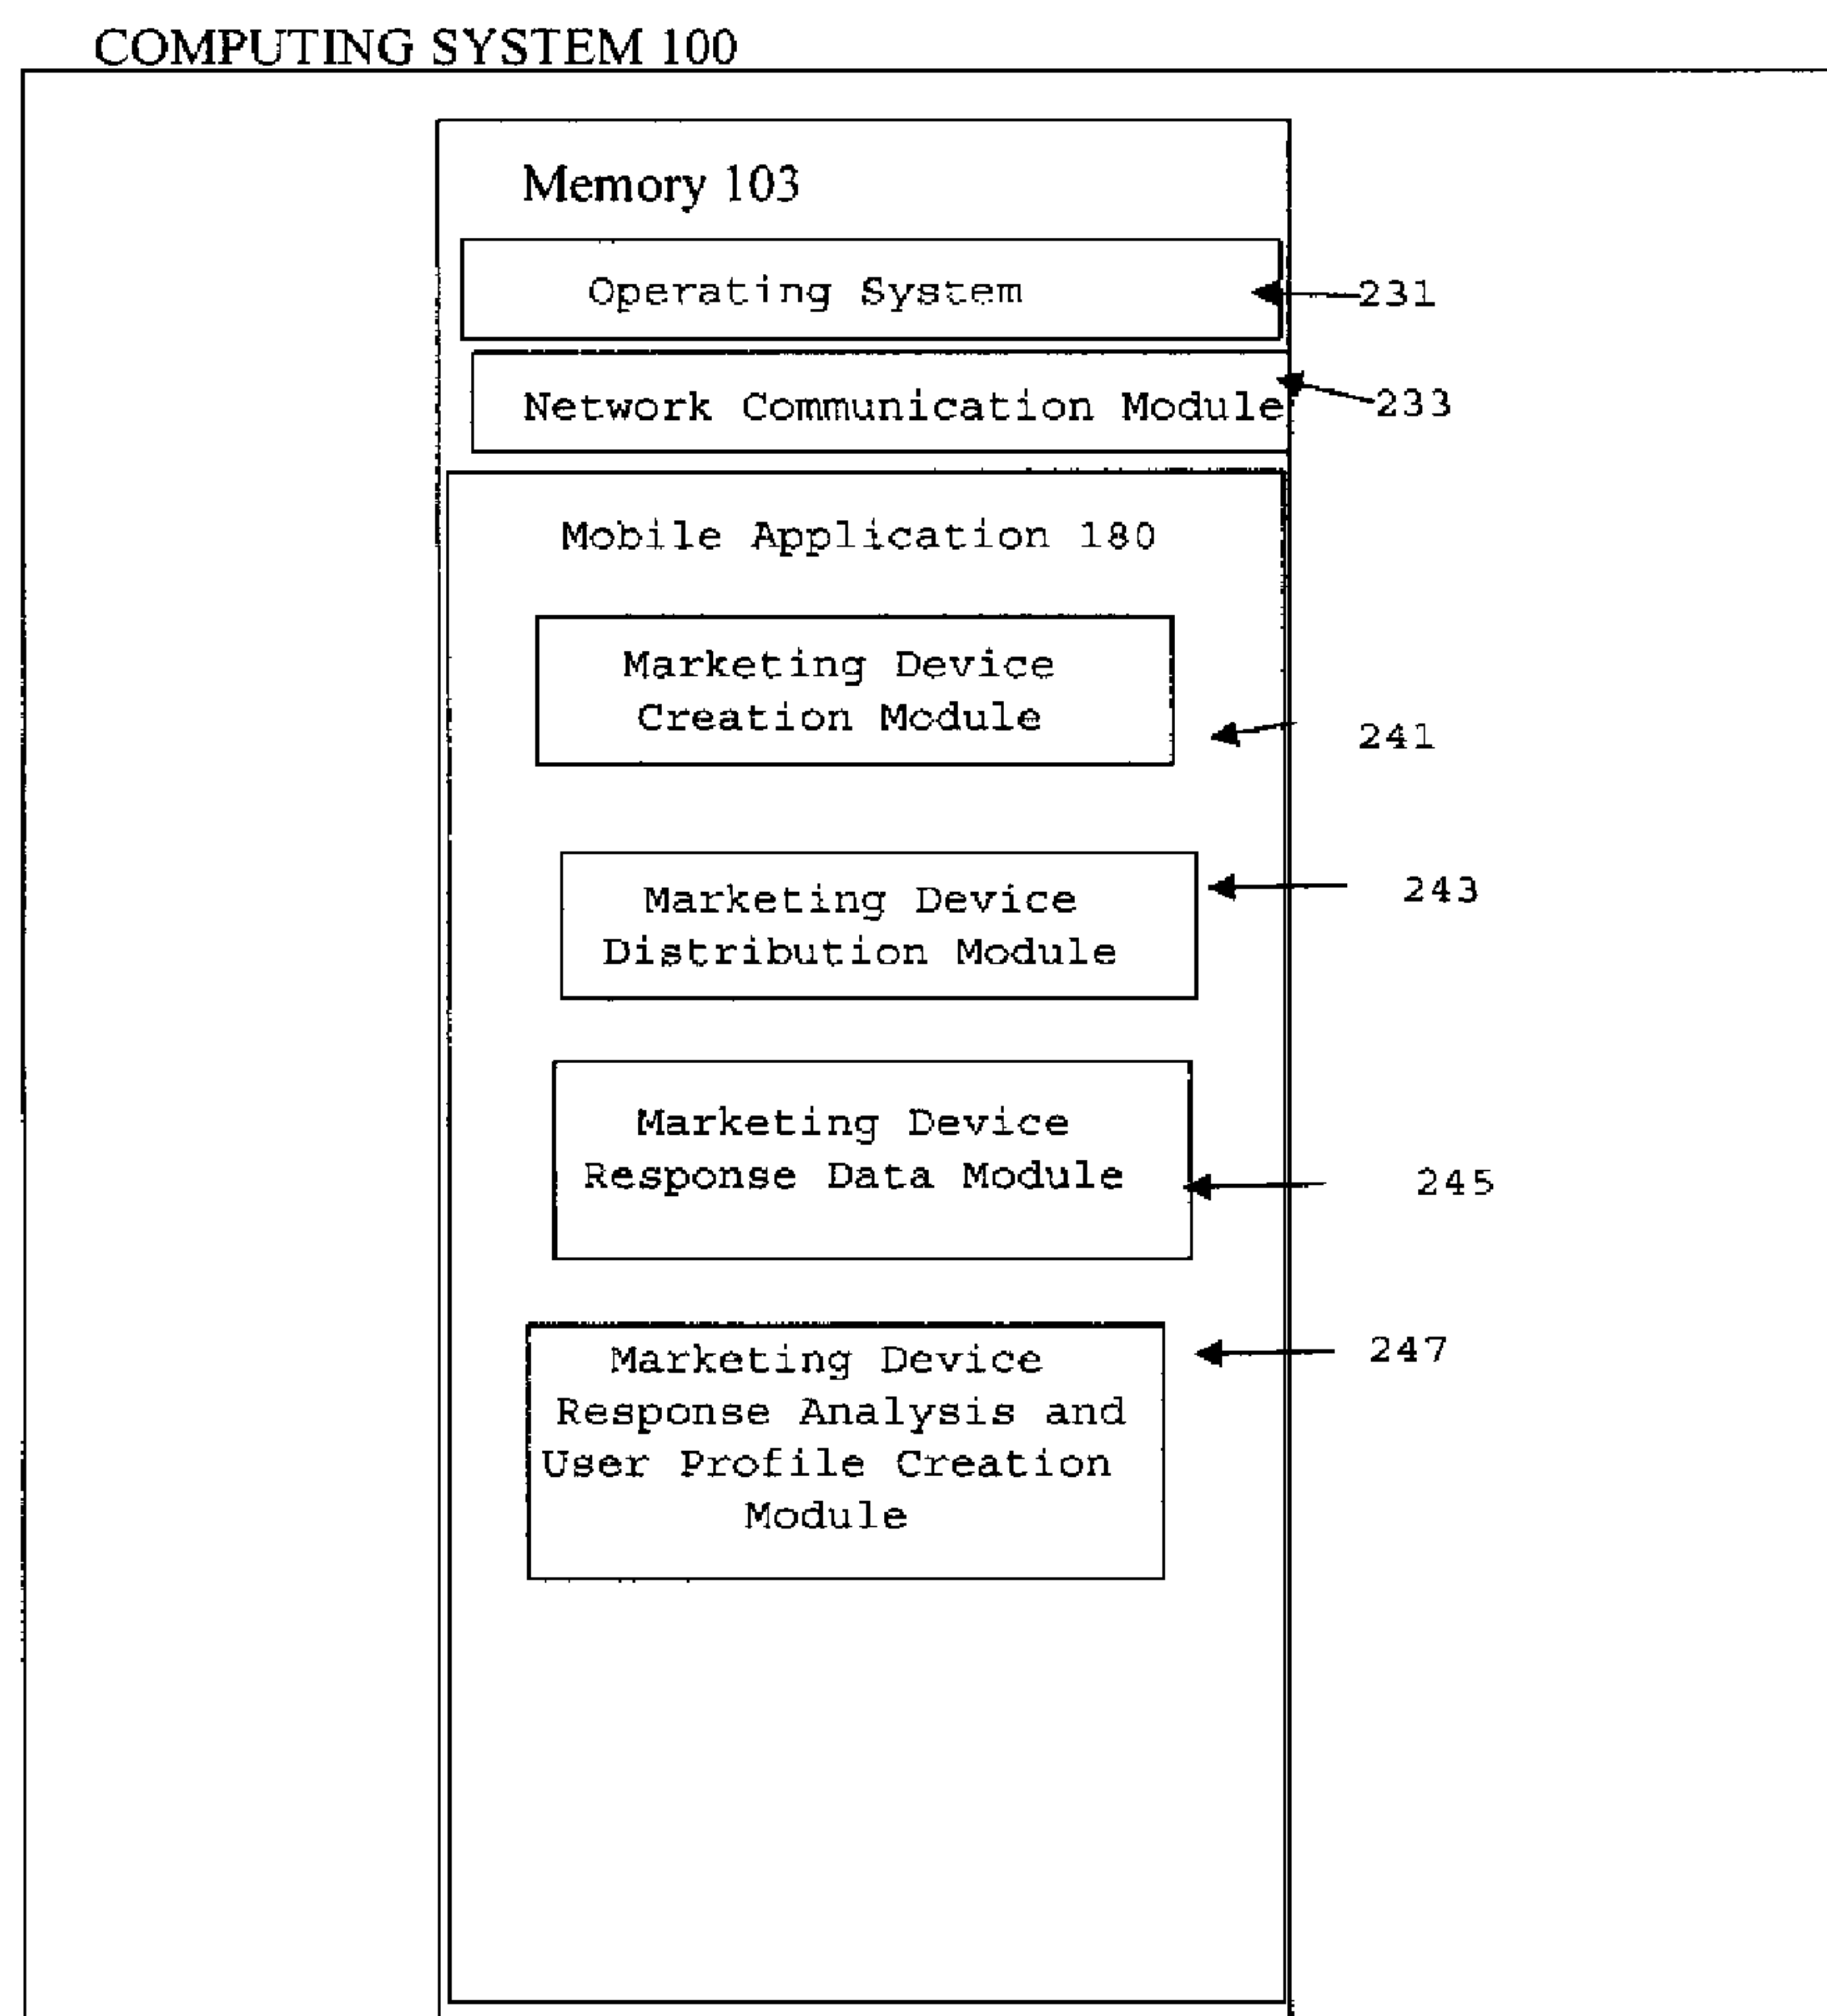 COMPUTING SYSTEM 100
Memory 103
Operating System
231
Network Communication Module
233
Mobile Application 180
Marketing Device
Creation Module
241
Marketing Device
Distribution Module
243
Marketing Device
Response Data Module
245
Marketing Device
Response Analysis and
User Profile Creation
Module
247